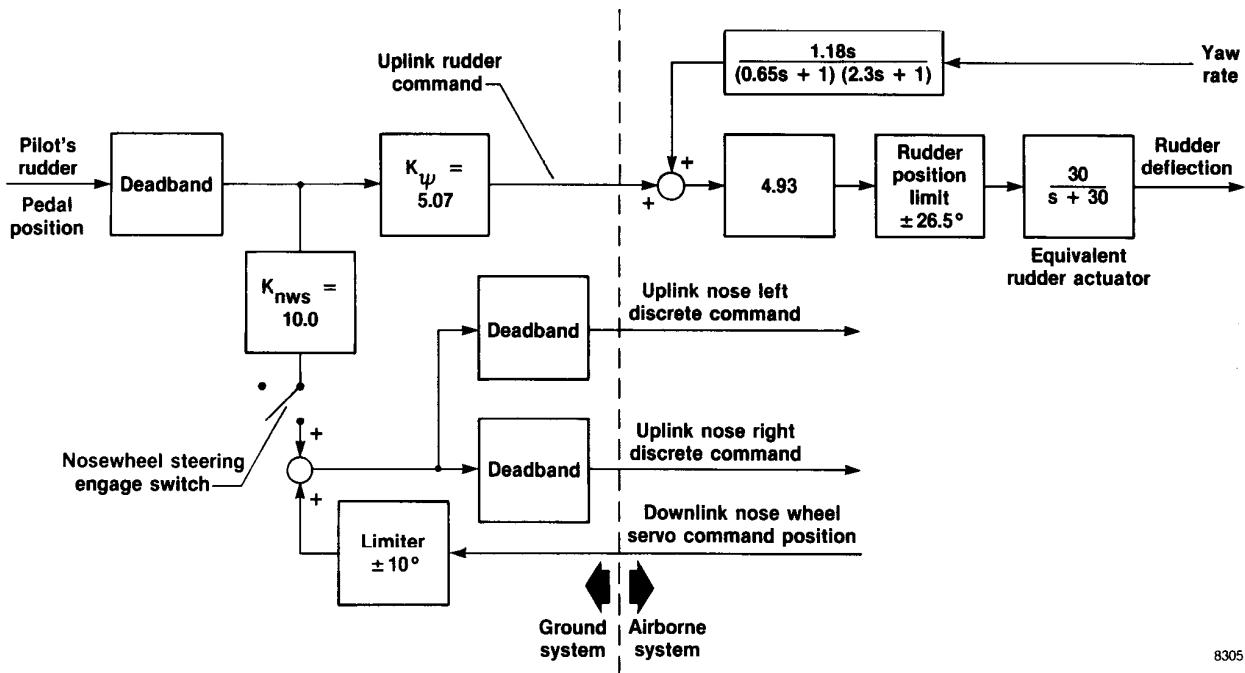 Uplink rudder
command
1.18s
(0.65s + 1) (2.3s + 1)
Yaw
rate
Pilot's
rudder
Pedal
position
Deadband
Kψ =
5.07
+
+
4.93
Rudder
position
limit
± 26.5°
30
s + 30
Rudder
deflection
Equivalent
rudder actuator
Knws =
10.0
Nosewheel steering
engage switch
+
+
Deadband
Uplink nose left
discrete command
Deadband
Uplink nose right
discrete command
Limiter
± 10°
Downlink nose wheel
servo command position
Ground
system
Airborne
system
8305